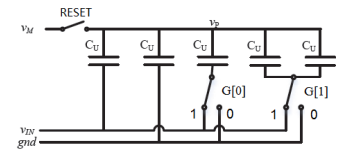 RESET
v_M
v_P
C_U C_U C_U C_U C_U
G[0] G[1]
1 0 1 0
v_IN
gnd